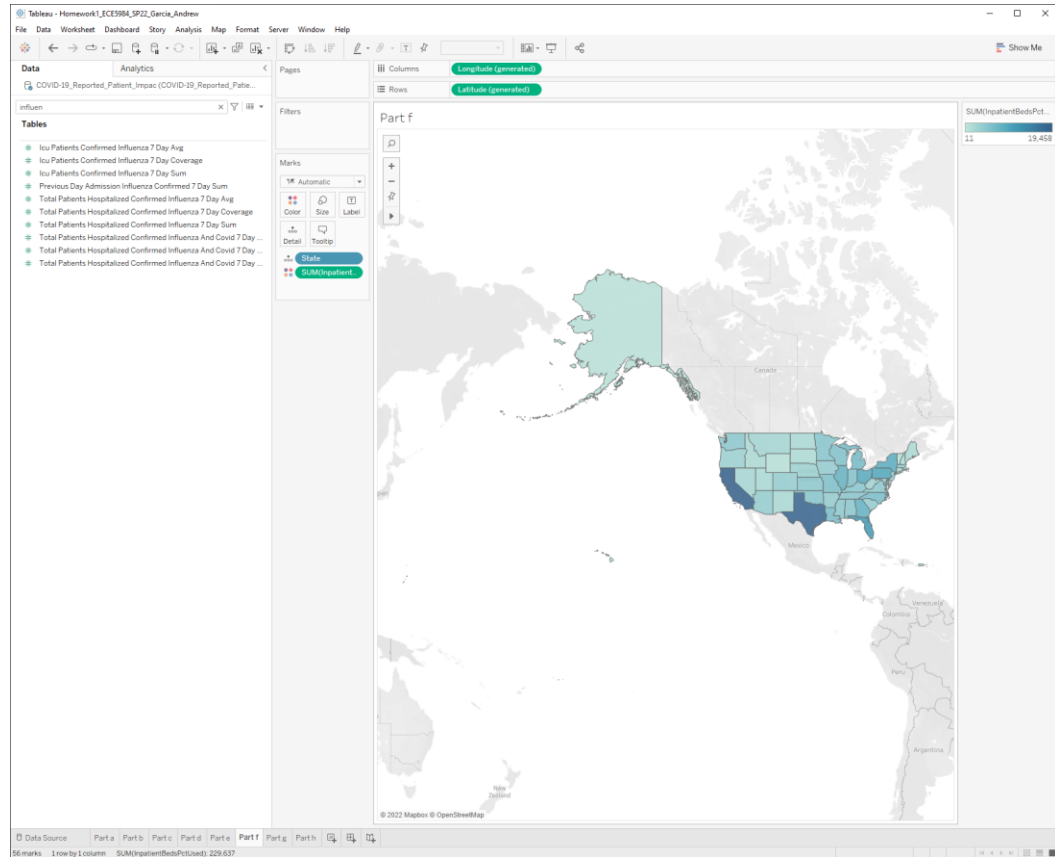 Tableau - Homework1_ECE5984_SP22_Garcia_Andrew
File Data Worksheet Dashboard Story Analysis Map Format Server Window Help
Show Me
Data Analytics
COVID-19_Reported_Patient_Impac (COVID-19_Reported_Patie...
influen
Tables
Icu Patients Confirmed Influenza 7 Day Avg
Icu Patients Confirmed Influenza 7 Day Coverage
Icu Patients Confirmed Influenza 7 Day Sum
Previous Day Admission Influenza Confirmed 7 Day Sum
Total Patients Hospitalized Confirmed Influenza 7 Day Avg
Total Patients Hospitalized Confirmed Influenza 7 Day Coverage
Total Patients Hospitalized Confirmed Influenza 7 Day Sum
Total Patients Hospitalized Confirmed Influenza And Covid 7 Day ...
Total Patients Hospitalized Confirmed Influenza And Covid 7 Day ...
Total Patients Hospitalized Confirmed Influenza And Covid 7 Day ...
Pages
Filters
Marks
Automatic
Color Size Label
Detail Tooltip
State
SUM(Inpatient..
Columns Longitude (generated)
Rows Latitude (generated)
Part f
Canada
Mexico
Venezuela
Colombia
Peru
Argentina
New
Zealand
© 2022 Mapbox © OpenStreetMap
SUM(InpatientBedsPct...
11 19,458
Data Source Part a Part b Part c Part d Part e Part f Part g Part h
56 marks 1 row by 1 column SUM(InpatientBedsPctUsed): 229,637